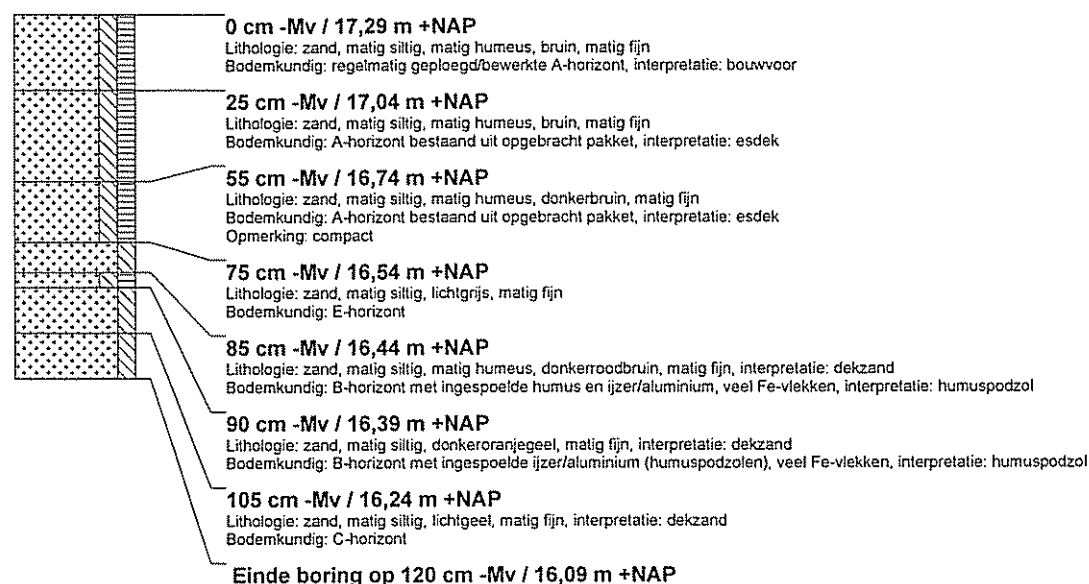 0 cm -Mv / 17,29 m +NAP
Lithologie: zand, matig siltig, matig humeus, bruin, matig fijn
Bodemkundig: regelmatig geploegd/bewerkte A-horizont, interpretatie: bouwvoor
25 cm -Mv / 17,04 m +NAP
Lithologie: zand, matig siltig, matig humeus, bruin, matig fijn
Bodemkundig: A-horizont bestaand uit opgebracht pakket, interpretatie: esdek
55 cm -Mv / 16,74 m +NAP
Lithologie: zand, matig siltig, matig humeus, donkerbruin, matig fijn
Bodemkundig: A-horizont bestaand uit opgebracht pakket, interpretatie: esdek
Opmerking: compact
75 cm -Mv / 16,54 m +NAP
Lithologie: zand, matig siltig, lichtgrijs, matig fijn
Bodemkundig: E-horizont
85 cm -Mv / 16,44 m +NAP
Lithologie: zand, matig siltig, matig humeus, donkerroodbruin, matig fijn, interpretatie: dekzand
Bodemkundig: B-horizont met ingespoelde humus en ijzer/aluminium, veel Fe-vlekken, interpretatie: humuspodzol
90 cm -Mv / 16,39 m +NAP
Lithologie: zand, matig siltig, donkeroranjegeel, matig fijn, interpretatie: dekzand
Bodemkundig: B-horizont met ingespoelde ijzer/aluminium (humuspodzolen), veel Fe-vlekken, interpretatie: humuspodzol
105 cm -Mv / 16,24 m +NAP
Lithologie: zand, matig siltig, lichtgeel, matig fijn, interpretatie: dekzand
Bodemkundig: C-horizont
Einde boring op 120 cm -Mv / 16,09 m +NAP